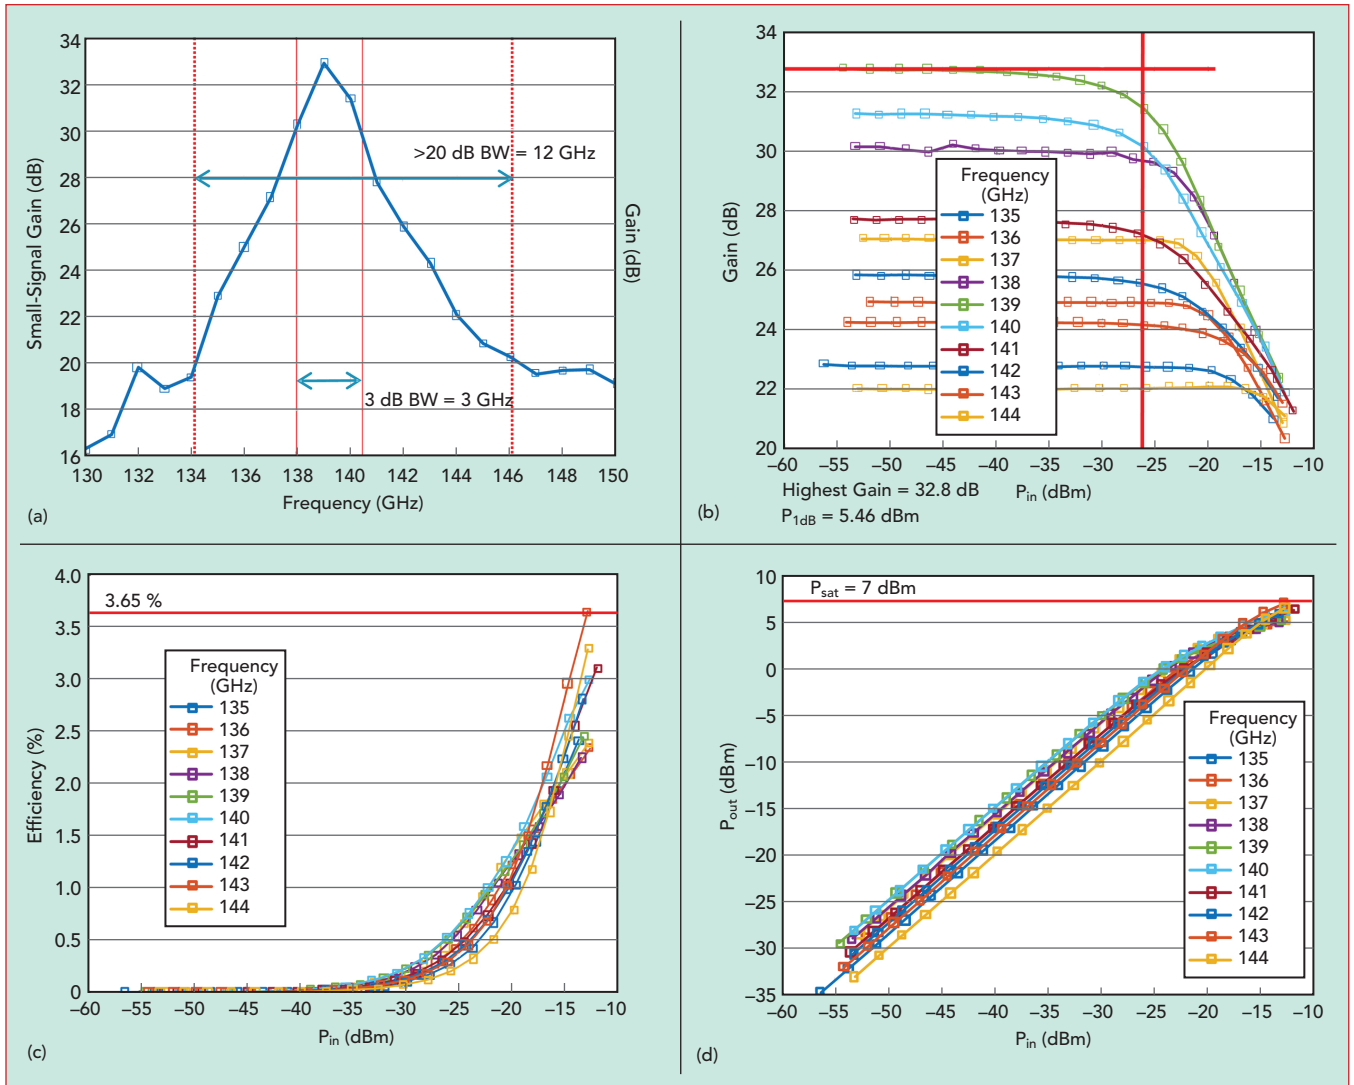 34
32
30
28
26
24
22
20
18
16
Small-Signal Gain (dB)
>20 dB BW = 12 GHz
3 dB BW = 3 GHz
130 132 134 136 138 140 142 144 146 148 150
Frequency (GHz)
(a)
Gain (dB)
34
32
30
28
26
24
22
20
Gain (dB)
Frequency
(GHz)
135
136
137
138
139
140
141
142
143
144
–60 –55 –50 –45 –40 –35 –30 –25 –20 –15 –10
Highest Gain = 32.8 dB
Pin (dBm)
P1dB = 5.46 dBm
(b)
4.0
3.5
3.0
2.5
2.0
1.5
1.0
0.5
0
Efficiency (%)
3.65 %
Frequency
(GHz)
135
136
137
138
139
140
141
142
143
144
–60 –55 –50 –45 –40 –35 –30 –25 –20 –15 –10
Pin (dBm)
(c)
10
5
0
–5
–10
–15
–20
–25
–30
–35
Pout (dBm)
Psat = 7 dBm
Frequency
(GHz)
135
136
137
138
139
140
141
142
143
144
–60 –55 –50 –45 –40 –35 –30 –25 –20 –15 –10
Pin (dBm)
(d)